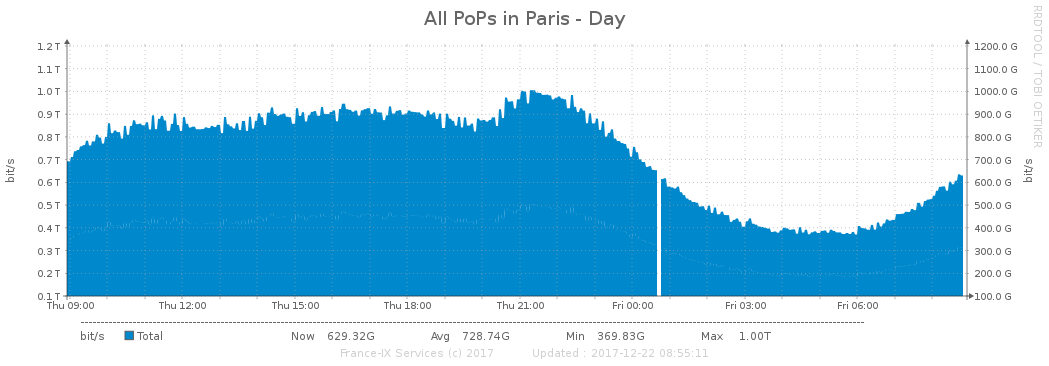 All PoPs in Paris - Day
RRDTOOL / TOBI OETIKER
bit/s
1.2 T
1.1 T
1.0 T
0.9 T
0.8 T
0.7 T
0.6 T
0.5 T
0.4 T
0.3 T
0.2 T
0.1 T
1200.0 G
1100.0 G
1000.0 G
900.0 G
800.0 G
700.0 G
600.0 G
500.0 G
400.0 G
300.0 G
200.0 G
100.0 G
bit/s
Thu 09:00 Thu 12:00 Thu 15:00 Thu 18:00 Thu 21:00 Fri 00:00 Fri 03:00 Fri 06:00
bit/s Total Now 629.32G Avg 728.74G Min 369.83G Max 1.00T
France-IX Services (c) 2017 Updated : 2017-12-22 08:55:11